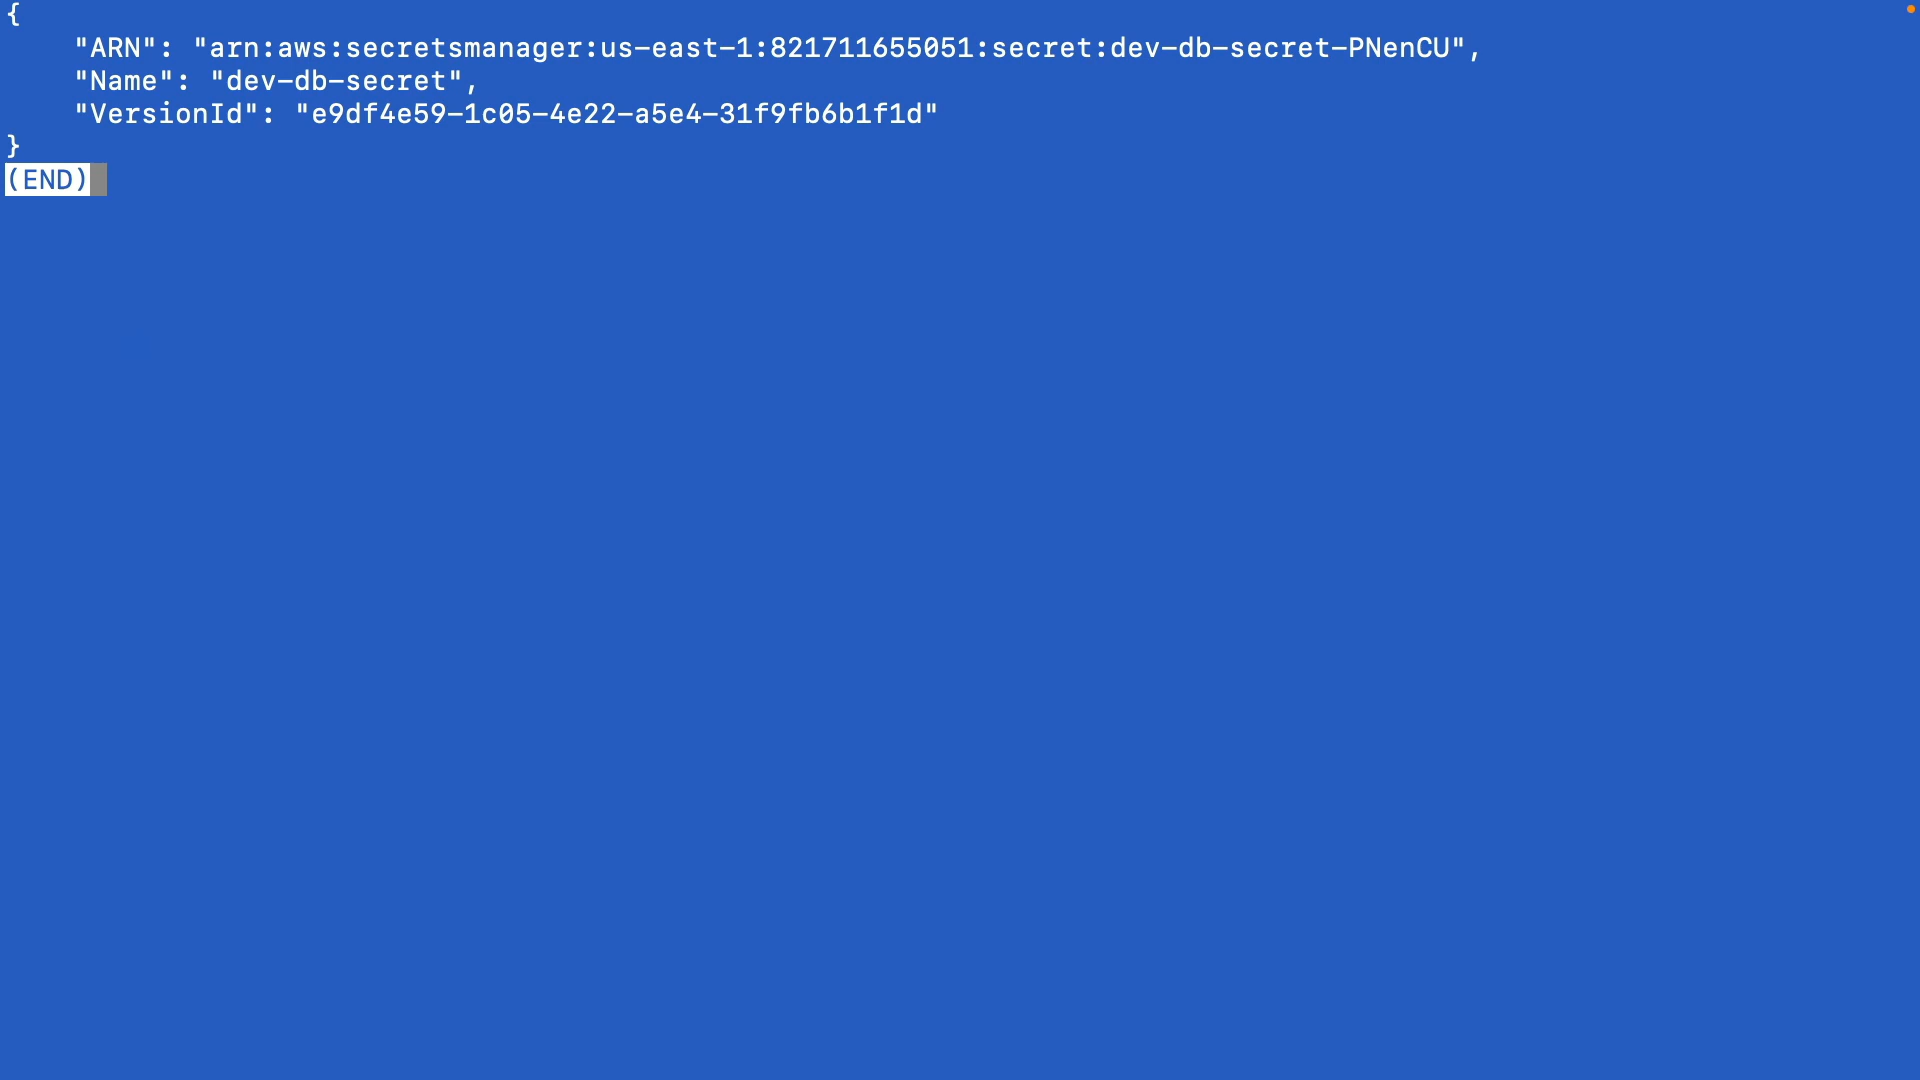 {
    "ARN": "arn:aws:secretsmanager:us-east-1:821711655051:secret:dev-db-secret-PNenCU",
    "Name": "dev-db-secret",
    "VersionId": "e9df4e59-1c05-4e22-a5e4-31f9fb6b1f1d"
}
(END)